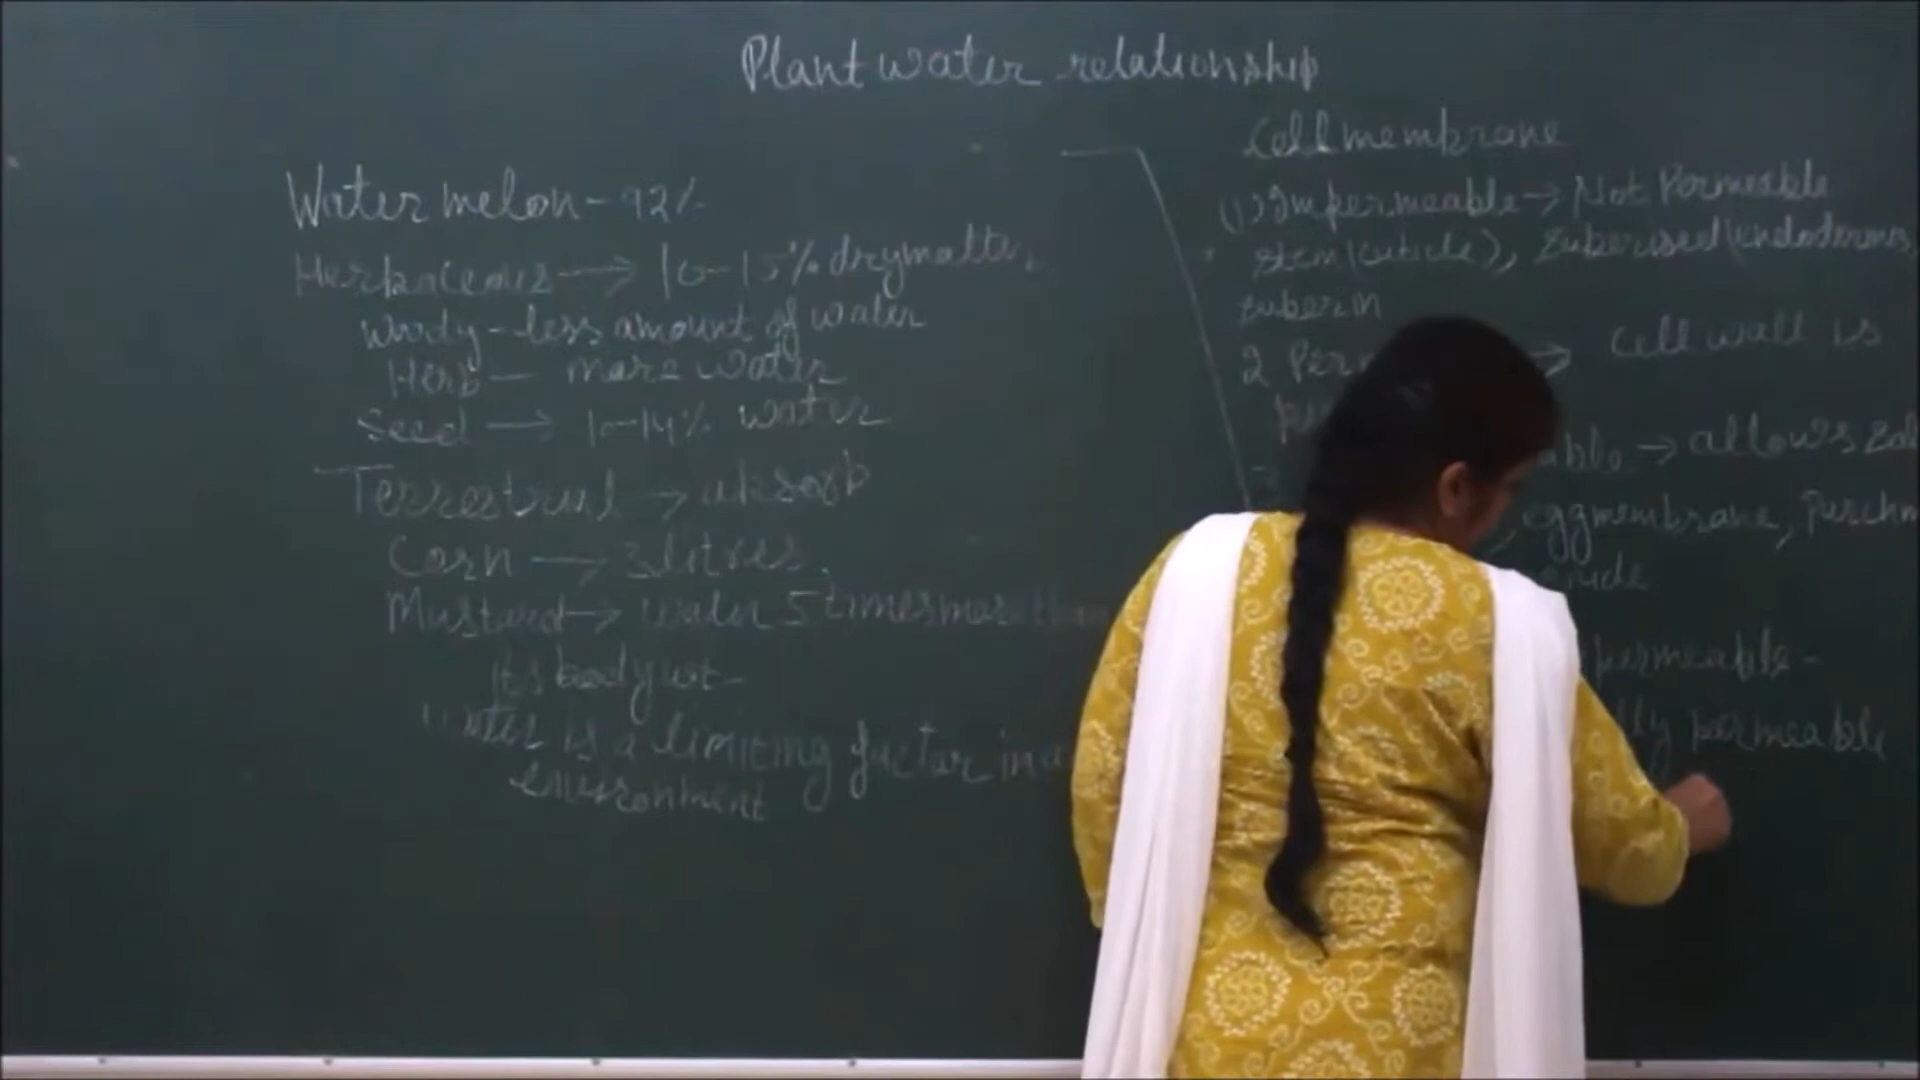 Plant water relationship
Water melon - 92%
Herbaceous → 10-15% drymatter
Woody - less amount of water
Herb - more water
Seed → 10-14% water
Terrestrial → absorb
Corn → 3 litres
Mustard → water 5 times more than
its body wt-
Water is a limiting factor in
environment
Cell membrane
(1) Impermeable → Not Permeable
stem (cuticle), suberised (endodermis)
suberin
2 Per → cell wall is
able → allows sol
, eggmembrane, Parchm
permeable -
lly permeable